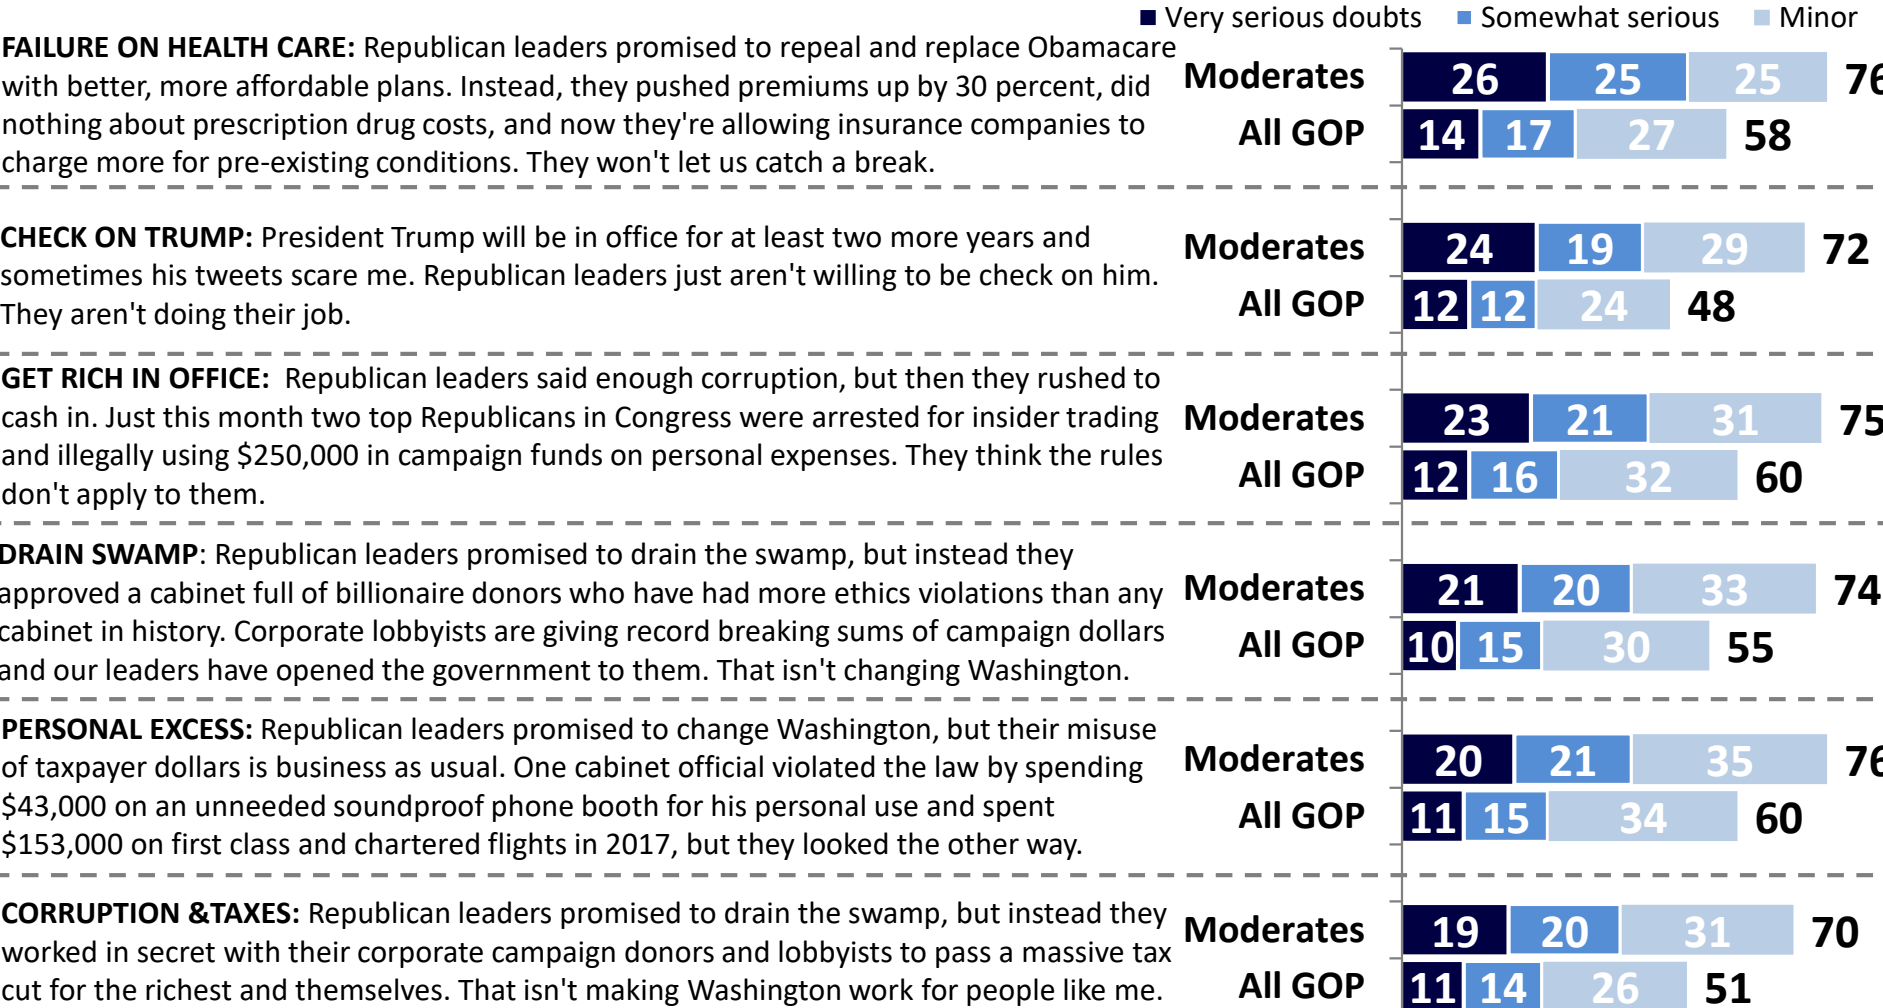 ■ Very serious doubts ■ Somewhat serious ■ Minor
FAILURE ON HEALTH CARE: Republican leaders promised to repeal and replace Obamacare
with better, more affordable plans. Instead, they pushed premiums up by 30 percent, did
nothing about prescription drug costs, and now they're allowing insurance companies to
charge more for pre-existing conditions. They won't let us catch a break.
Moderates 26 25 25 76
All GOP 14 17 27 58
CHECK ON TRUMP: President Trump will be in office for at least two more years and
sometimes his tweets scare me. Republican leaders just aren't willing to be check on him.
They aren't doing their job.
Moderates 24 19 29 72
All GOP 12 12 24 48
GET RICH IN OFFICE: Republican leaders said enough corruption, but then they rushed to
cash in. Just this month two top Republicans in Congress were arrested for insider trading
and illegally using $250,000 in campaign funds on personal expenses. They think the rules
don't apply to them.
Moderates 23 21 31 75
All GOP 12 16 32 60
DRAIN SWAMP: Republican leaders promised to drain the swamp, but instead they
approved a cabinet full of billionaire donors who have had more ethics violations than any
cabinet in history. Corporate lobbyists are giving record breaking sums of campaign dollars
and our leaders have opened the government to them. That isn't changing Washington.
Moderates 21 20 33 74
All GOP 10 15 30 55
PERSONAL EXCESS: Republican leaders promised to change Washington, but their misuse
of taxpayer dollars is business as usual. One cabinet official violated the law by spending
$43,000 on an unneeded soundproof phone booth for his personal use and spent
$153,000 on first class and chartered flights in 2017, but they looked the other way.
Moderates 20 21 35 76
All GOP 11 15 34 60
CORRUPTION &TAXES: Republican leaders promised to drain the swamp, but instead they
worked in secret with their corporate campaign donors and lobbyists to pass a massive tax
cut for the richest and themselves. That isn't making Washington work for people like me.
Moderates 19 20 31 70
All GOP 11 14 26 51